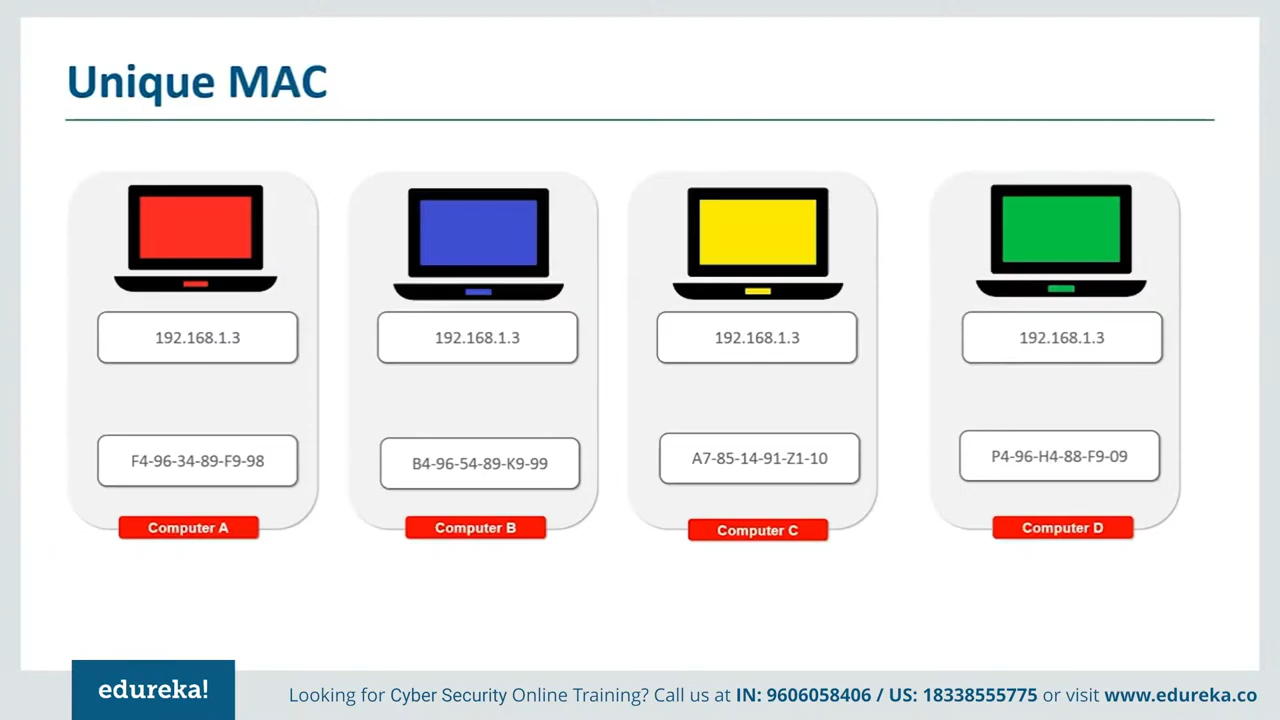 Unique MAC
192.168.1.3
192.168.1.3
192.168.1.3
192.168.1.3
F4-96-34-89-F9-98
B4-96-54-89-K9-99
A7-85-14-91-Z1-10
P4-96-H4-88-F9-09
Computer A
Computer B
Computer C
Computer D
edureka!
Looking for Cyber Security Online Training? Call us at IN: 9606058406 / US: 18338555775 or visit www.edureka.co